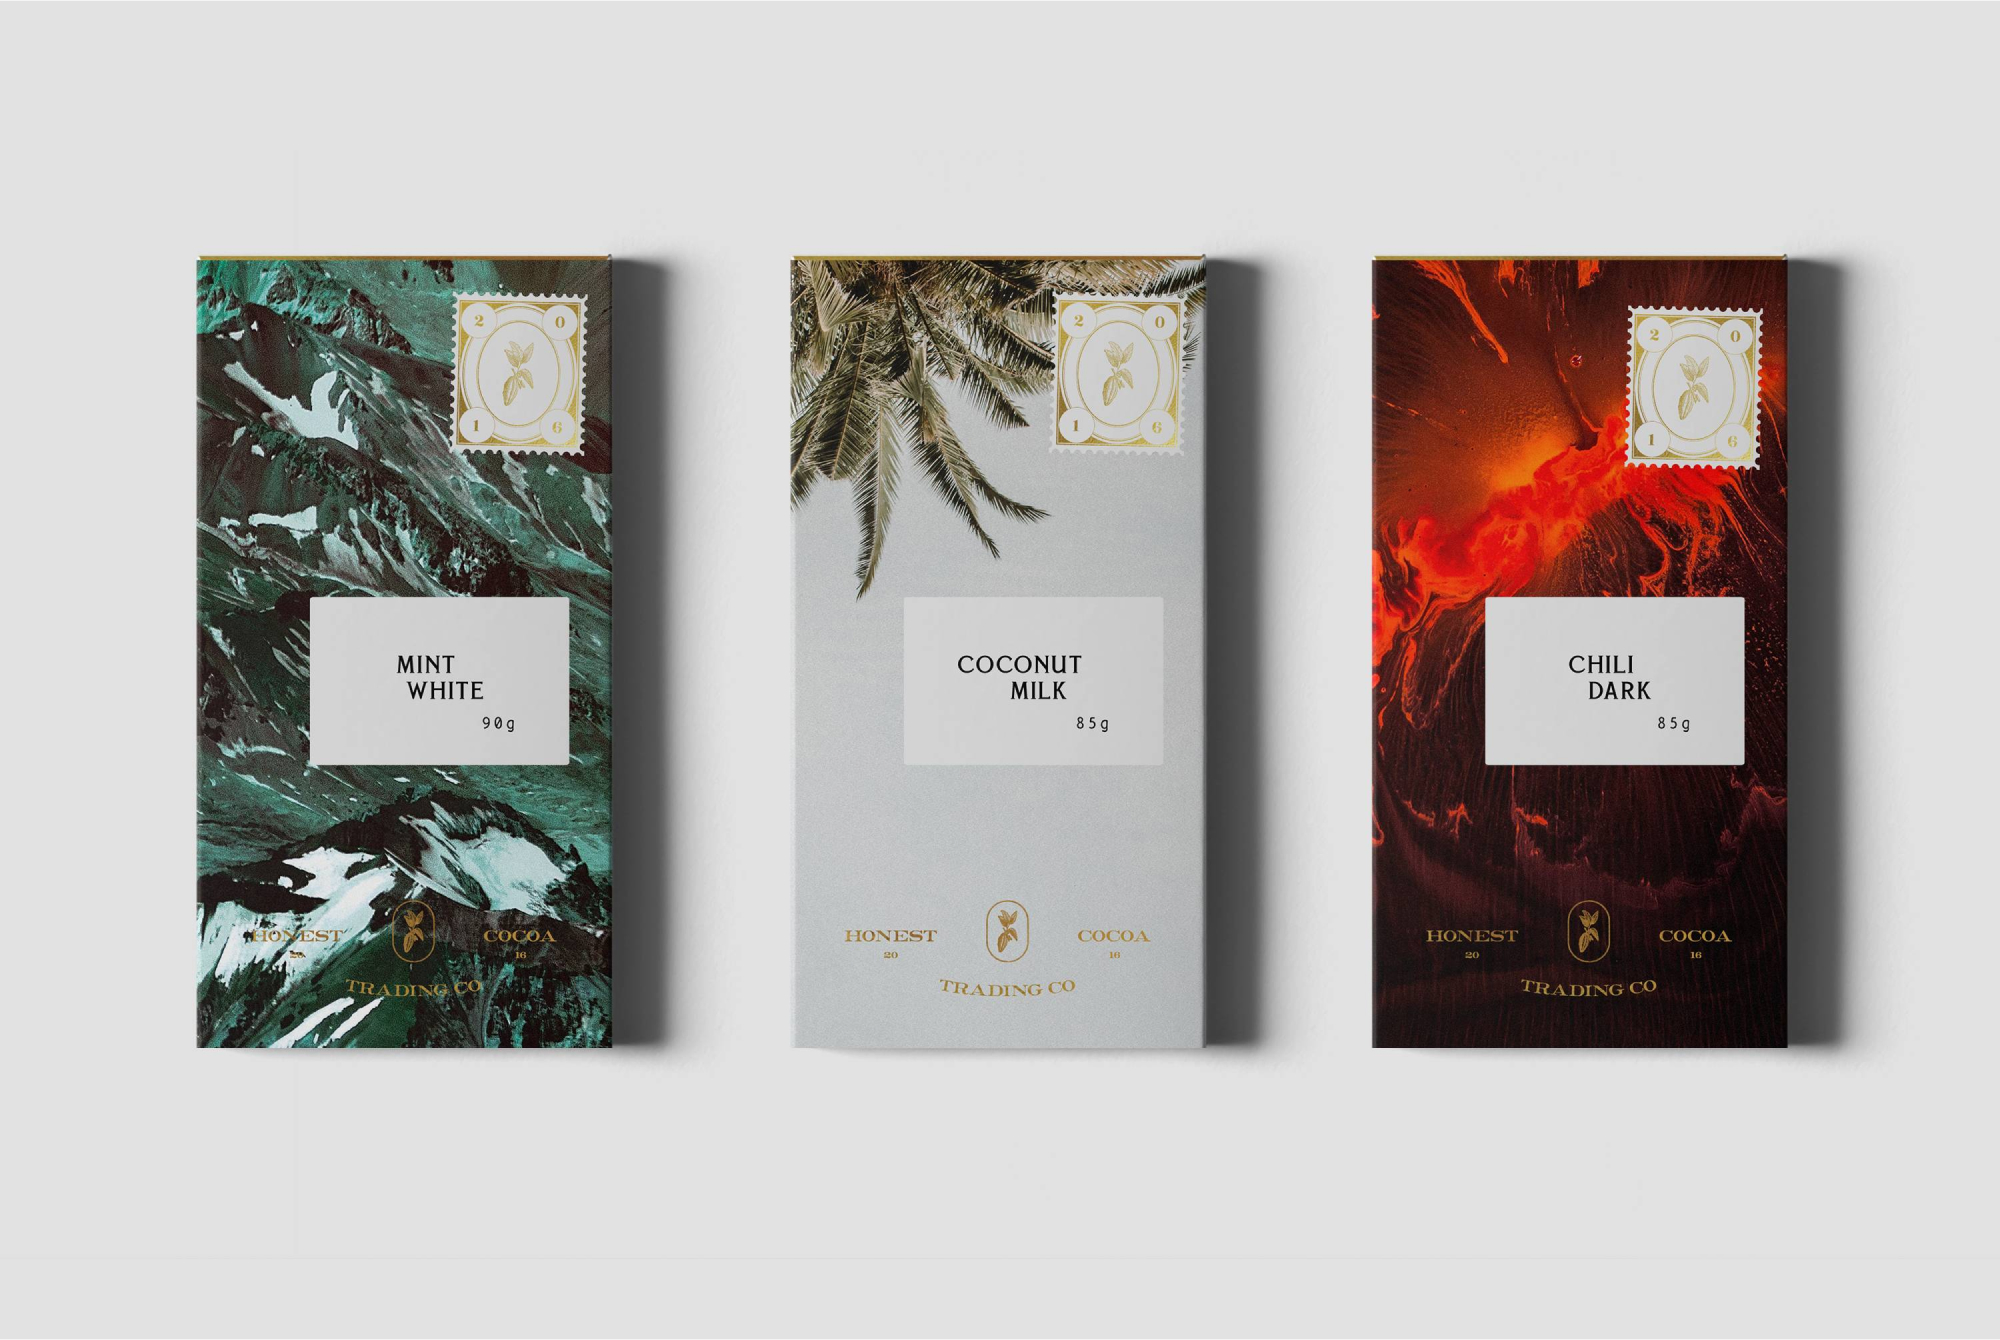 2 0
1 6
MINT
WHITE
90g
HONEST COCOA
20 16
TRADING CO
2 0
1 6
COCONUT
MILK
85g
HONEST COCOA
20 16
TRADING CO
2 0
1 6
CHILI
DARK
85g
HONEST COCOA
20 16
TRADING CO